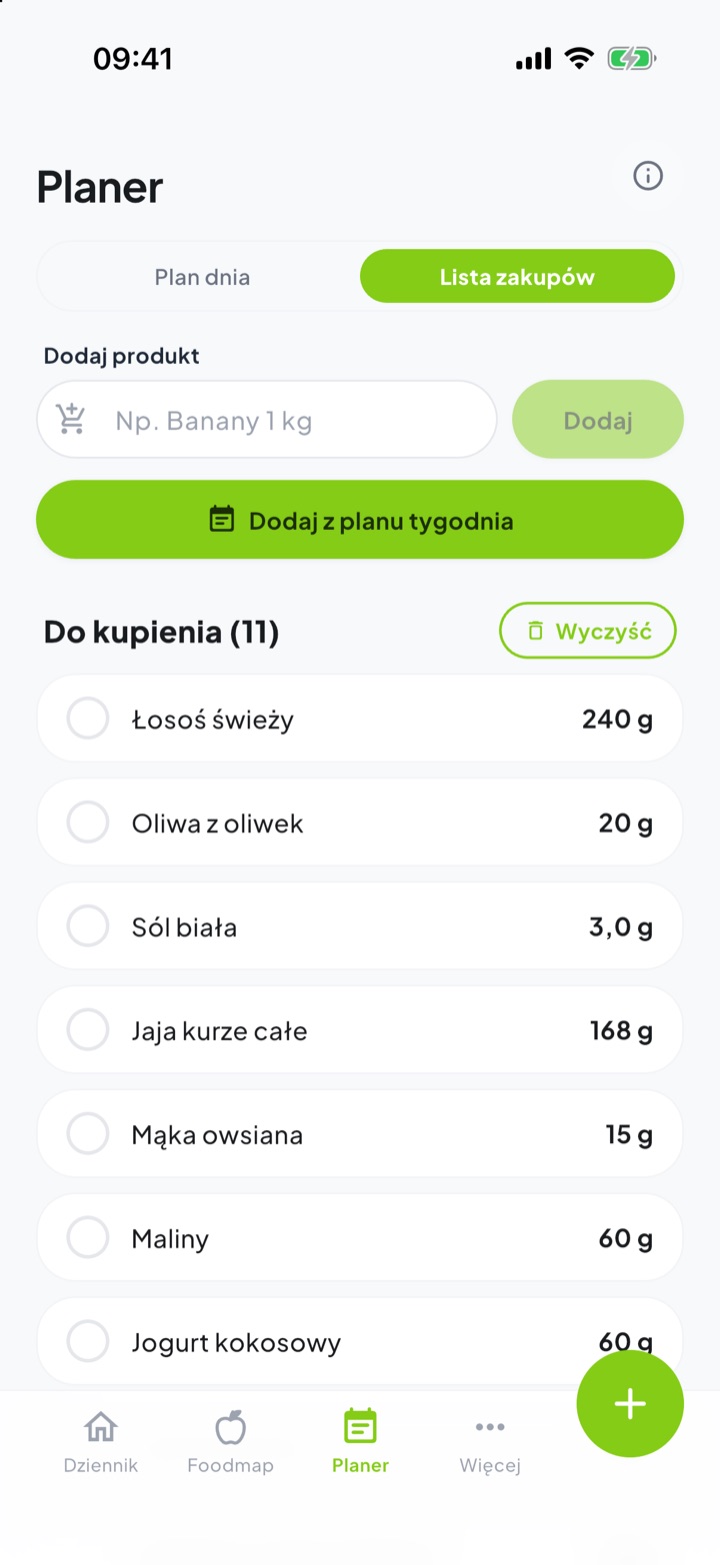 09:41
Planer
Plan dnia
Lista zakupów
Dodaj produkt
Np. Banany 1 kg
Dodaj
Dodaj z planu tygodnia
Do kupienia (11)
Wyczyść
Łosoś świeży 240 g
Oliwa z oliwek 20 g
Sól biała 3,0 g
Jaja kurze całe 168 g
Mąka owsiana 15 g
Maliny 60 g
Jogurt kokosowy 60 g
Dziennik
Foodmap
Planer
Więcej